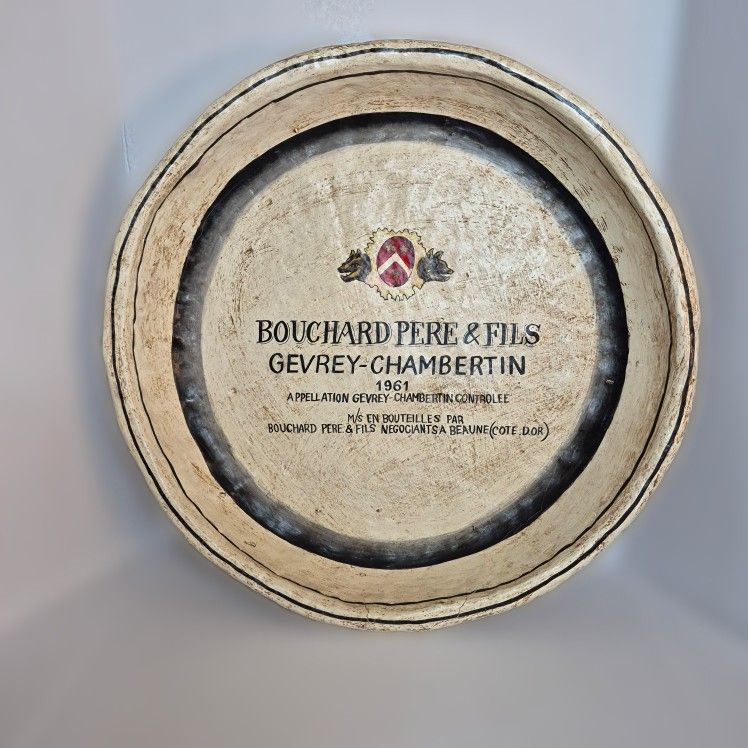 BOUCHARD PERE & FILS
GEVREY-CHAMBERTIN
1961
APPELLATION GEVREY-CHAMBERTIN CONTROLEE
M/S EN BOUTEILLES PAR
BOUCHARD PERE & FILS NEGOCIANTS A BEAUNE (COTE.D.OR)